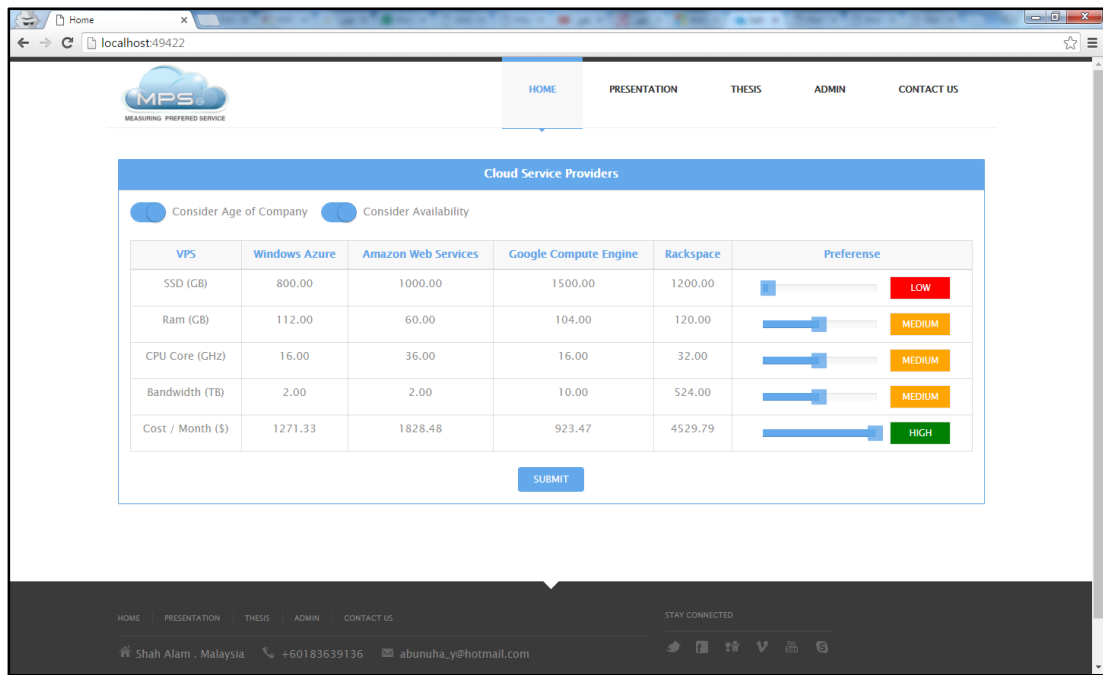 Home
localhost:49422
MPS
MEASURING PREFERED SERVICE
HOME PRESENTATION THESIS ADMIN CONTACT US
Cloud Service Providers
Consider Age of Company Consider Availability
VPS Windows Azure Amazon Web Services Google Compute Engine Rackspace Preferense
SSD (GB) 800.00 1000.00 1500.00 1200.00 LOW
Ram (GB) 112.00 60.00 104.00 120.00 MEDIUM
CPU Core (GHz) 16.00 36.00 16.00 32.00 MEDIUM
Bandwidth (TB) 2.00 2.00 10.00 524.00 MEDIUM
Cost / Month ($) 1271.33 1828.48 923.47 4529.79 HIGH
SUBMIT
HOME PRESENTATION THESIS ADMIN CONTACT US
STAY CONNECTED
Shah Alam . Malaysia +60183639136 abunuha_y@hotmail.com